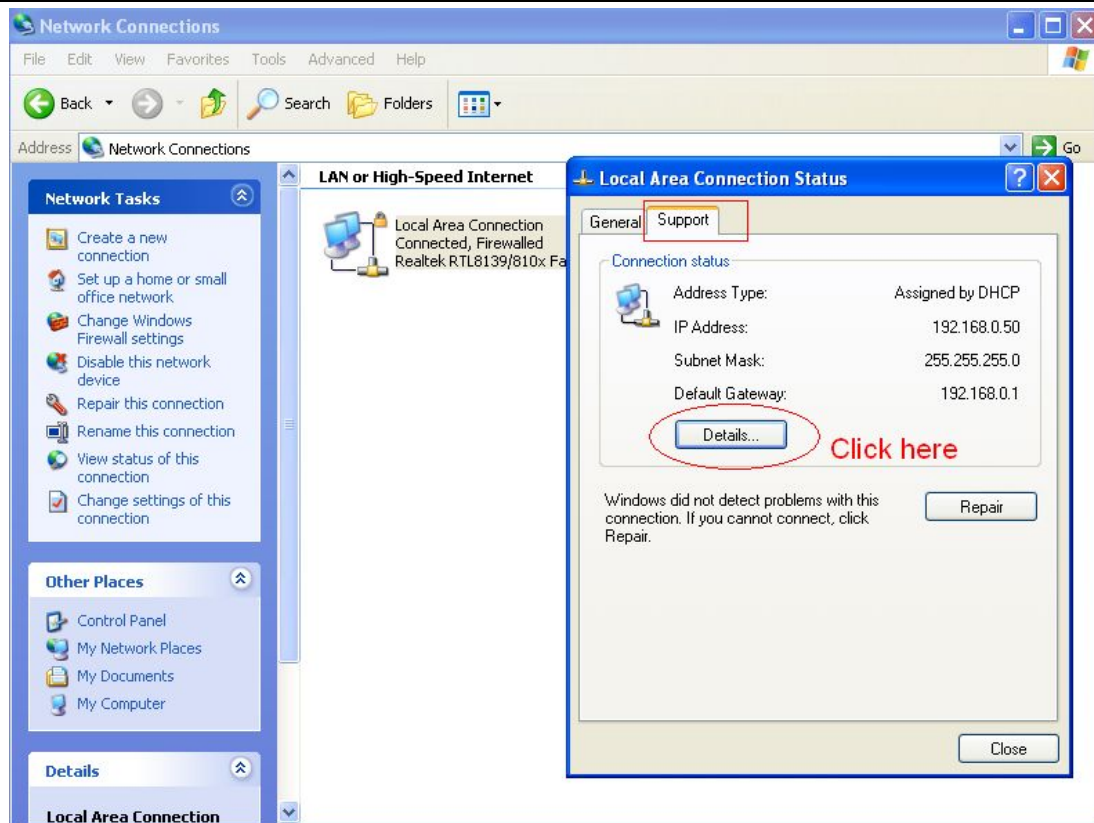 Network Connections
File Edit View Favorites Tools Advanced Help
Back Search Folders
Address Network Connections Go
Network Tasks
Create a new
connection
Set up a home or small
office network
Change Windows
Firewall settings
Disable this network
device
Repair this connection
Rename this connection
View status of this
connection
Change settings of this
connection
Other Places
Control Panel
My Network Places
My Documents
My Computer
Details
Local Area Connection
LAN or High-Speed Internet
Local Area Connection
Connected, Firewalled
Realtek RTL8139/810x Fa
Local Area Connection Status
General Support
Connection status
Address Type: Assigned by DHCP
IP Address: 192.168.0.50
Subnet Mask: 255.255.255.0
Default Gateway: 192.168.0.1
Details...
Click here
Windows did not detect problems with this
connection. If you cannot connect, click
Repair.
Repair
Close